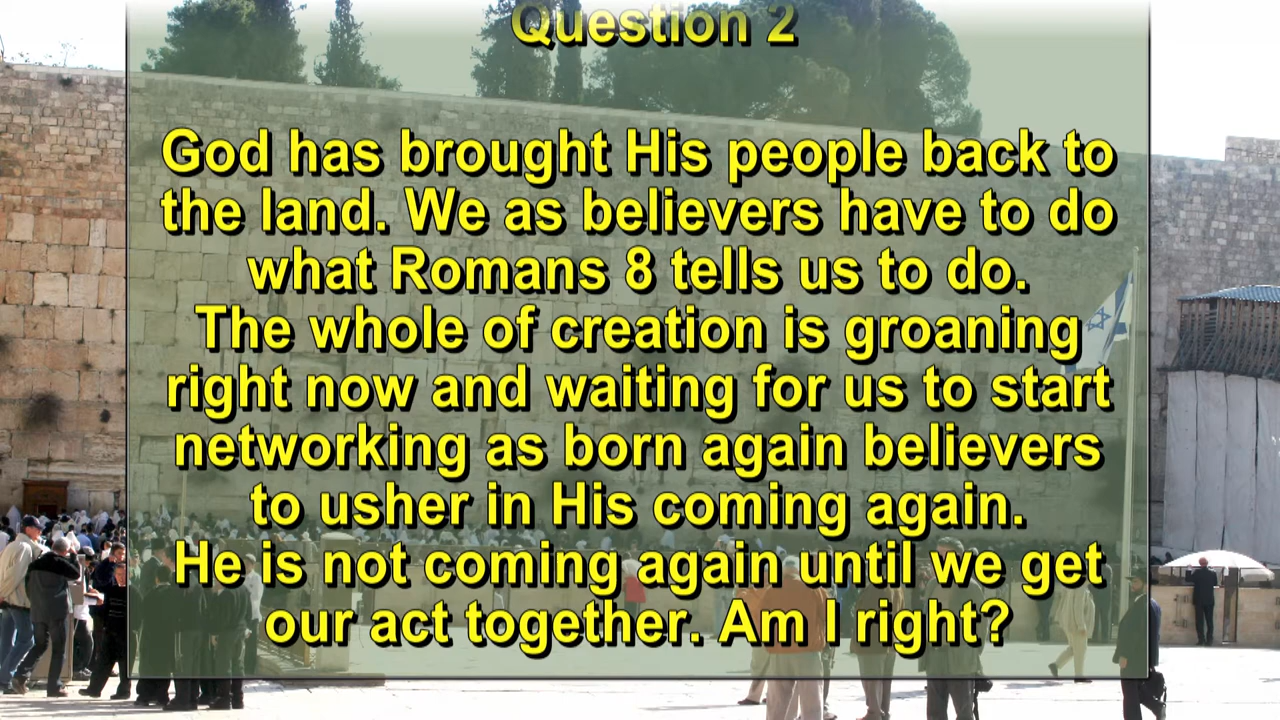 Question 2
God has brought His people back to
the land. We as believers have to do
what Romans 8 tells us to do.
The whole of creation is groaning
right now and waiting for us to start
networking as born again believers
to usher in His coming again.
He is not coming again until we get
our act together. Am I right?